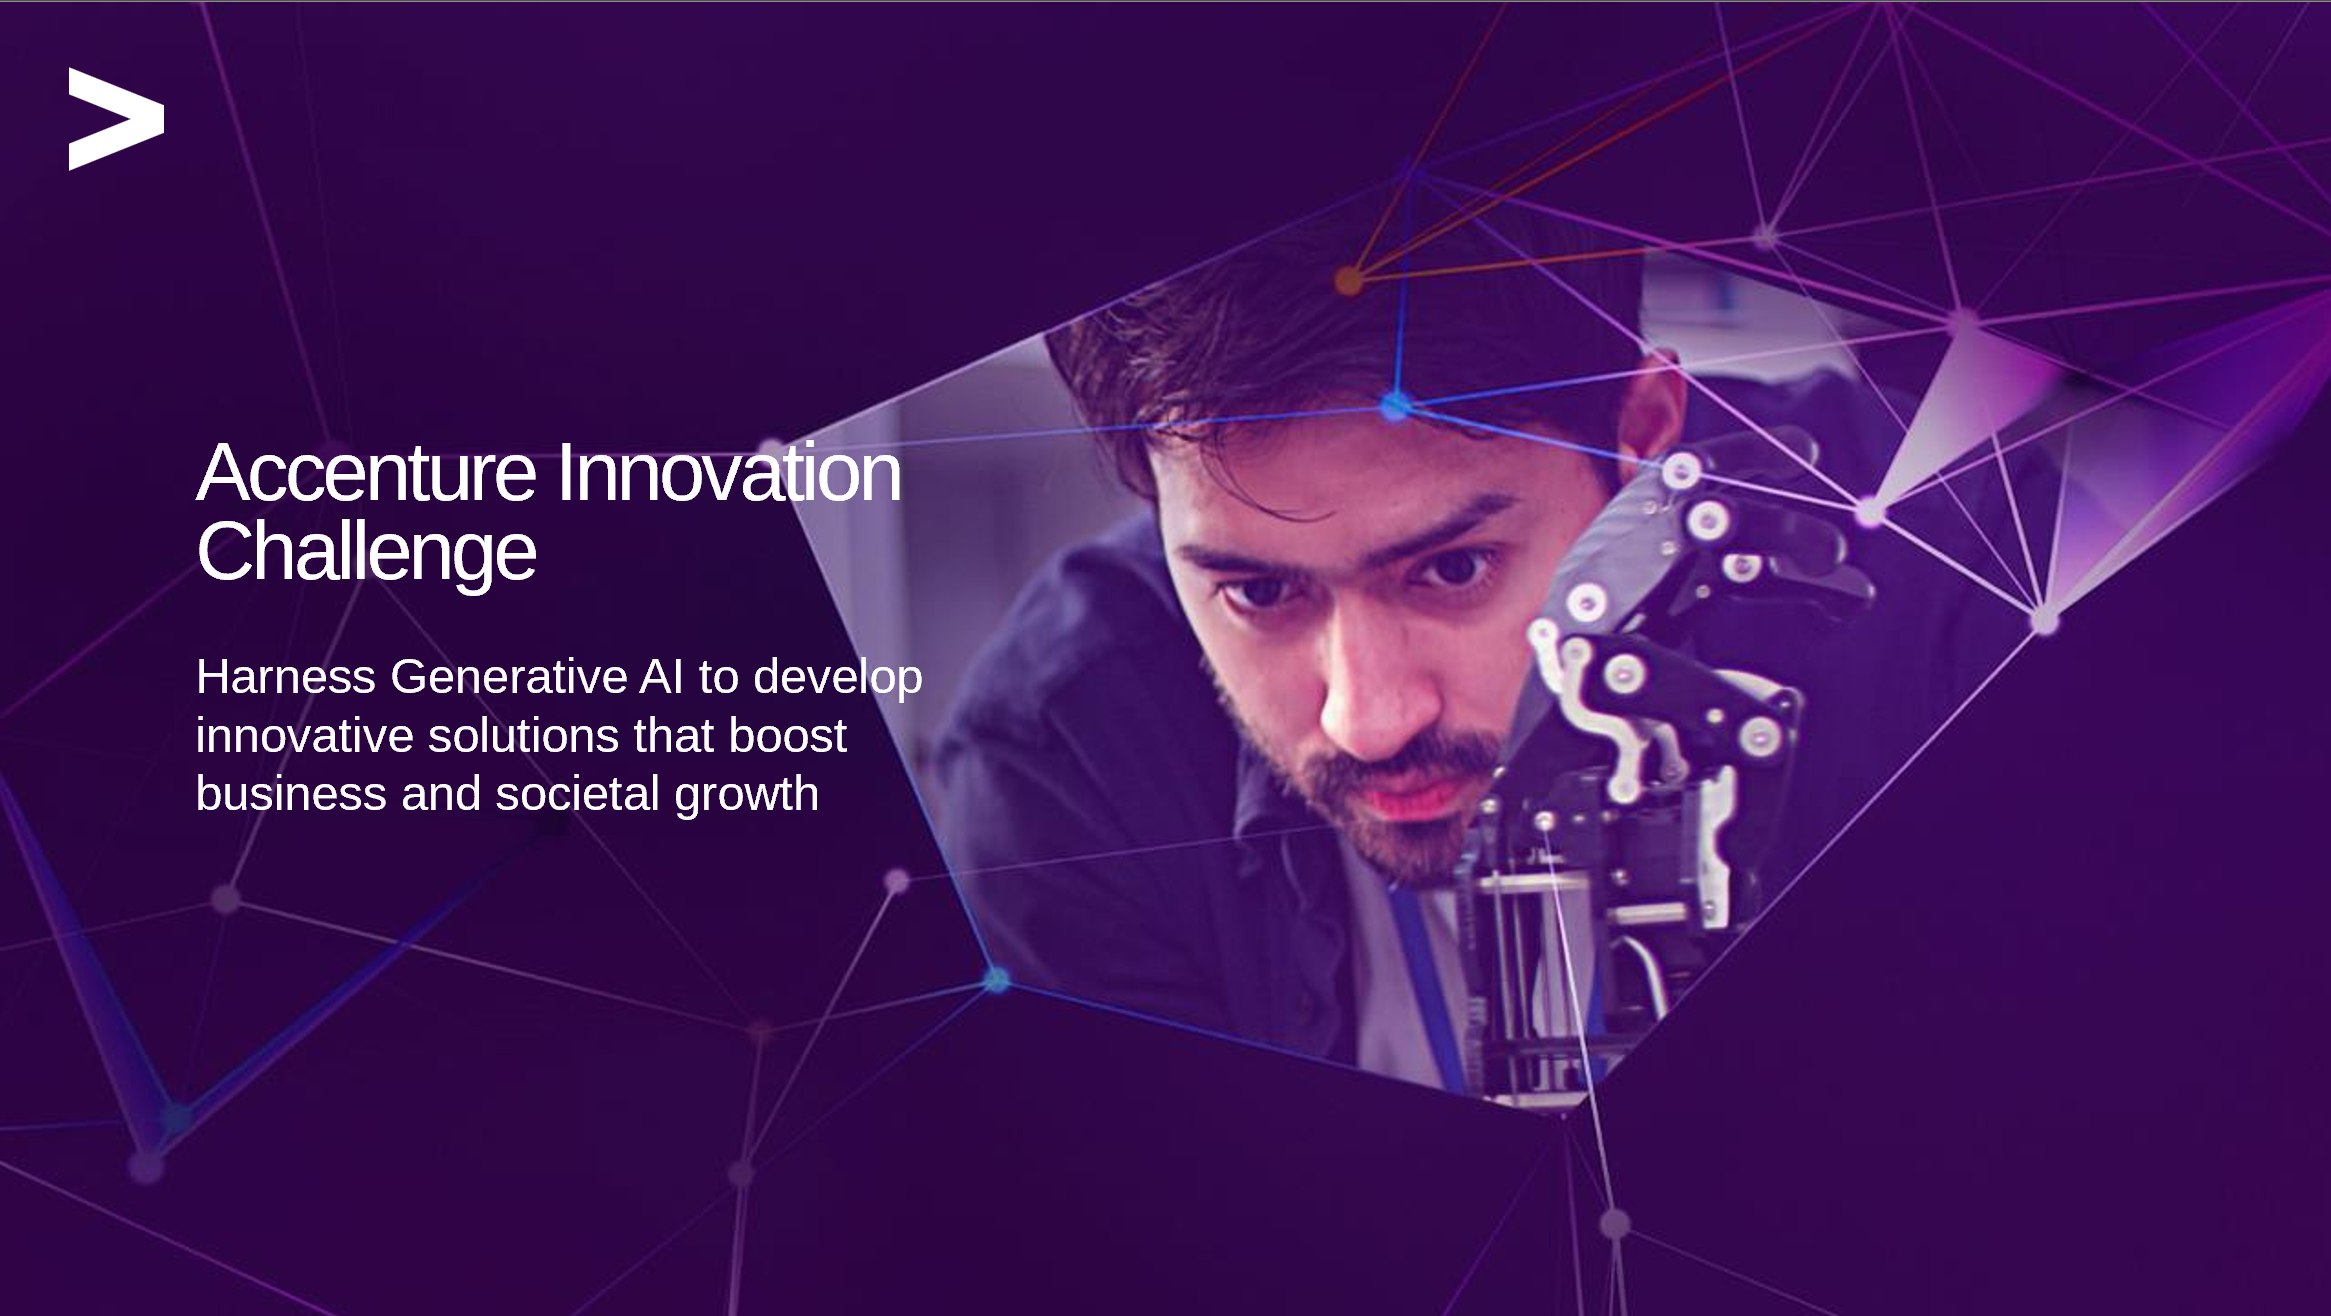 Accenture Innovation
Challenge
Harness Generative AI to develop
innovative solutions that boost
business and societal growth